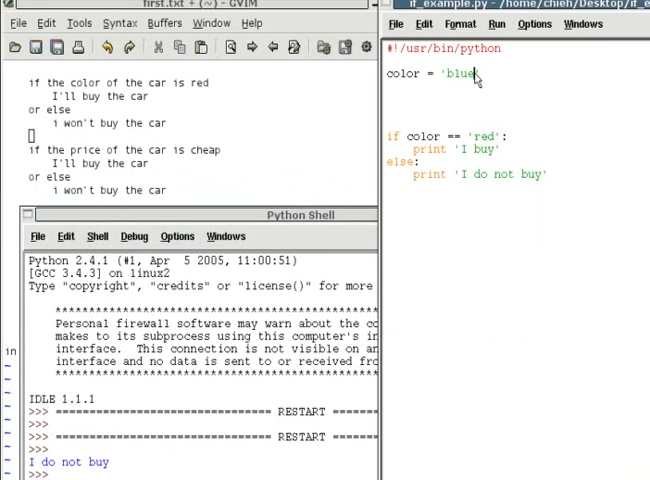 first.txt + (~) - GVIM
Edit Tools Syntax Buffers Window Help
if the color of the car is red
I'll buy the car
or else
i won't buy the car
if the price of the car is cheap
I'll buy the car
or else
i won't buy the car
in
~
~
~
~
~
~
~
~
~
Python Shell
File Edit Shell Debug Options Windows
Python 2.4.1 (#1, Apr 5 2005, 11:00:51)
[GCC 3.4.3] on linux2
Type "copyright", "credits" or "license()" for more
****************************************************
Personal firewall software may warn about the
makes to its subprocess using this computer's
interface. This connection is not visible on
interface and no data is sent to or received
****************************************************
IDLE 1.1.1
>>> ================================ RESTART =======
>>>
>>> ================================ RESTART =======
>>>
I do not buy
>>>
if_example.py - /home/chieh/Desktop/
File Edit Format Run Options Windows
#!/usr/bin/python
color = 'blue'
if color == 'red':
print 'I buy'
else:
print 'I do not buy'